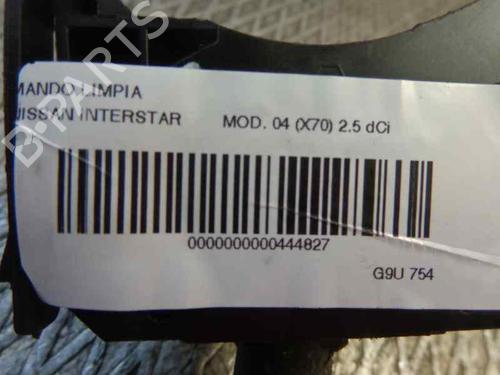 MANDO LIMPIA
NISSAN INTERSTAR MOD. 04 (X70) 2.5 dCi
0000000000444827
G9U 754
B-PARTS